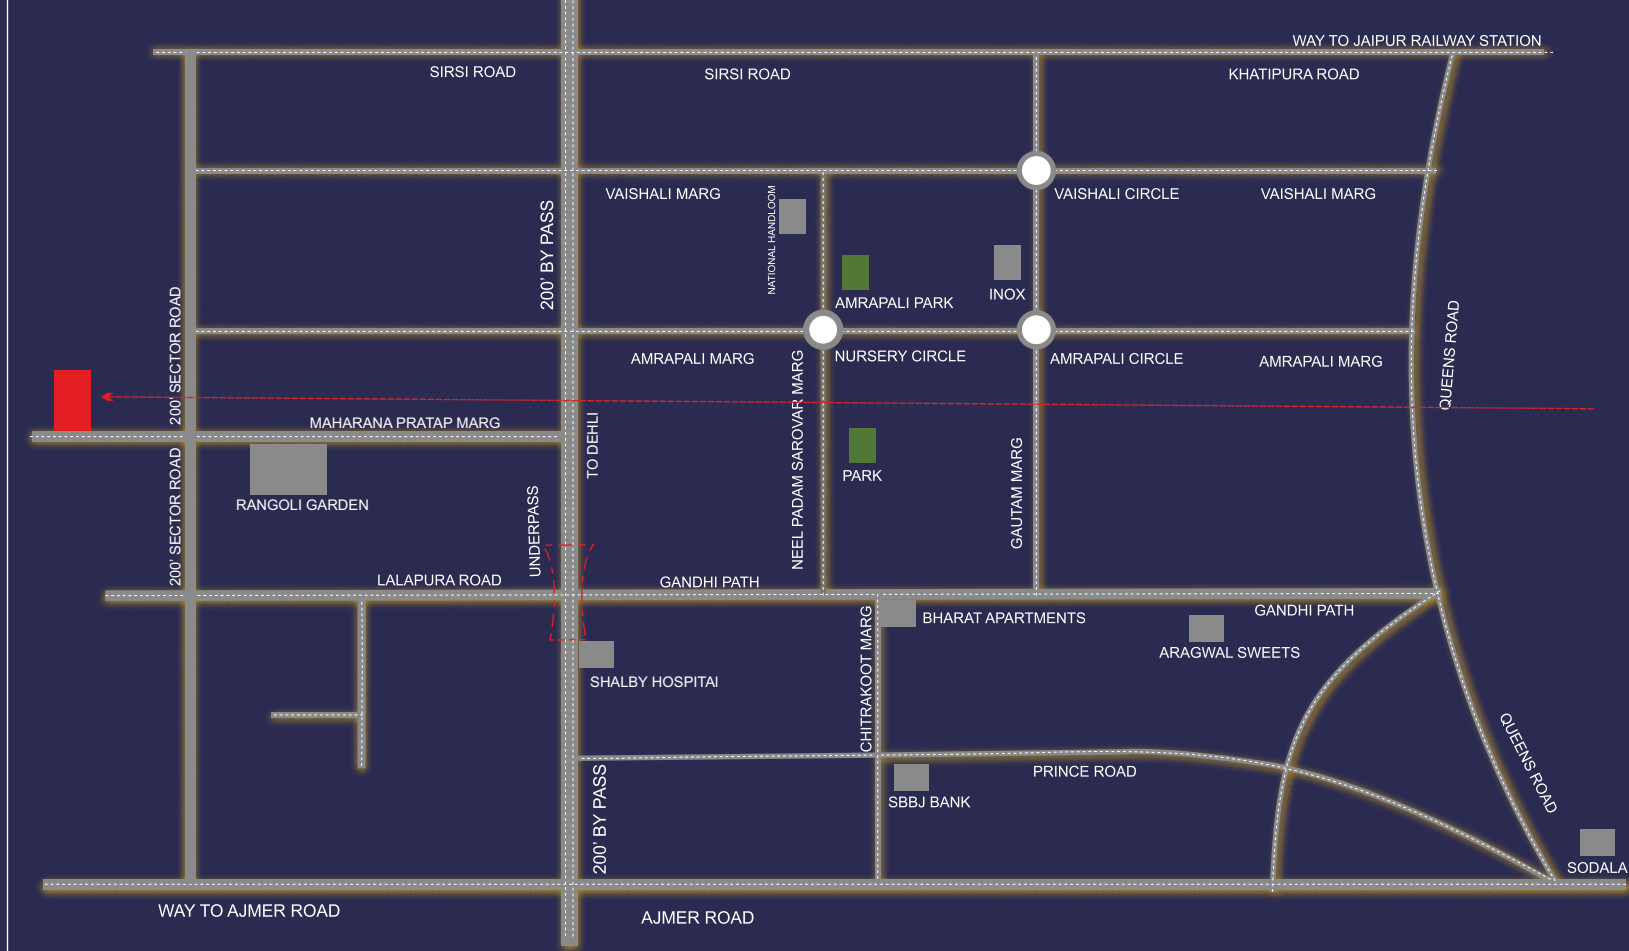 WAY TO JAIPUR RAILWAY STATION
SIRSI ROAD
SIRSI ROAD
KHATIPURA ROAD
VAISHALI MARG
VAISHALI CIRCLE
VAISHALI MARG
NATIONAL HANDLOOM
200’ BY PASS
AMRAPALI PARK
INOX
200’ SECTOR ROAD
QUEENS ROAD
AMRAPALI MARG
NURSERY CIRCLE
AMRAPALI CIRCLE
AMRAPALI MARG
NEEL PADAM SAROVAR MARG
MAHARANA PRATAP MARG
TO DEHLI
PARK
GAUTAM MARG
RANGOLI GARDEN
200’ SECTOR ROAD
UNDERPASS
LALAPURA ROAD
GANDHI PATH
GANDHI PATH
CHITRAKOOT MARG
BHARAT APARTMENTS
ARAGWAL SWEETS
SHALBY HOSPITAI
QUEENS ROAD
200’ BY PASS
PRINCE ROAD
SBBJ BANK
SODALA
WAY TO AJMER ROAD
AJMER ROAD